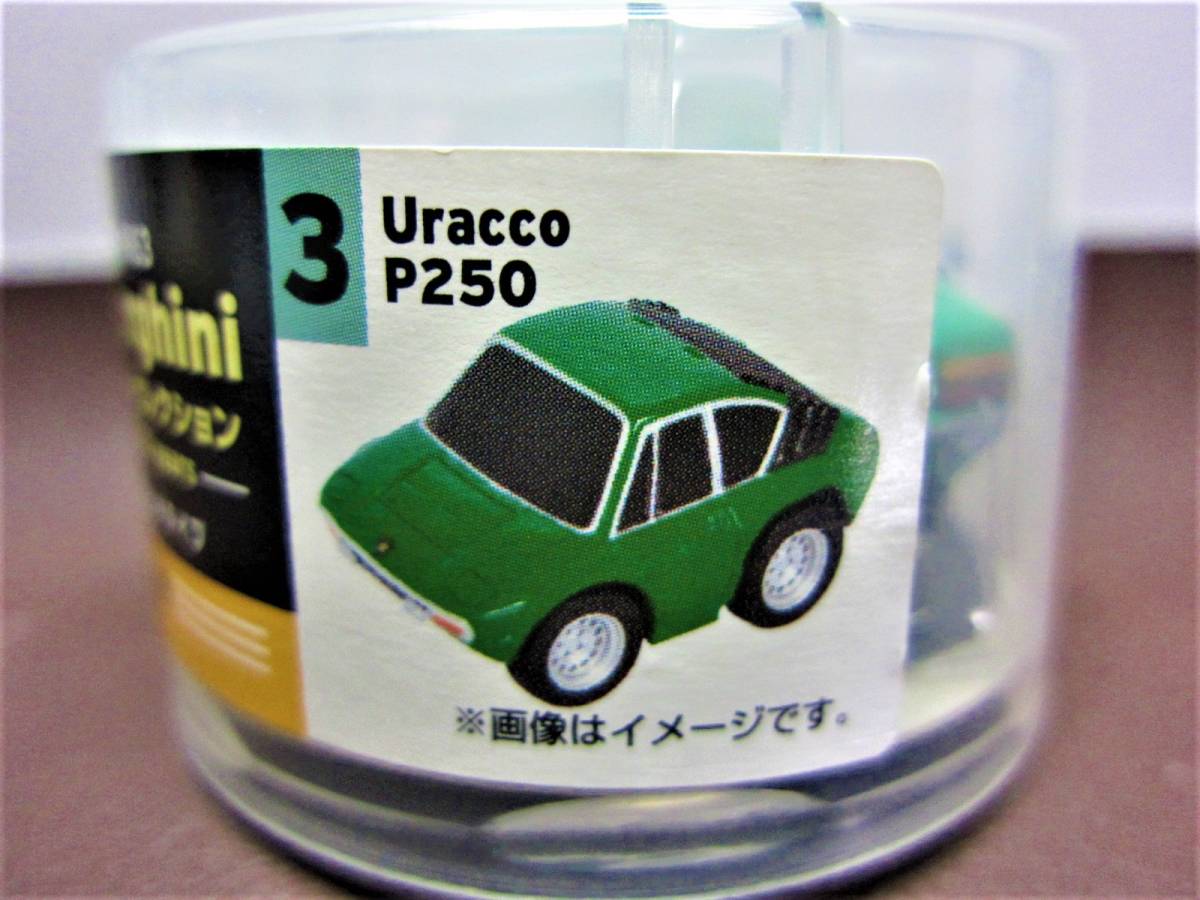 3
Uracco
P250
ghini
クション
※画像はイメージです。